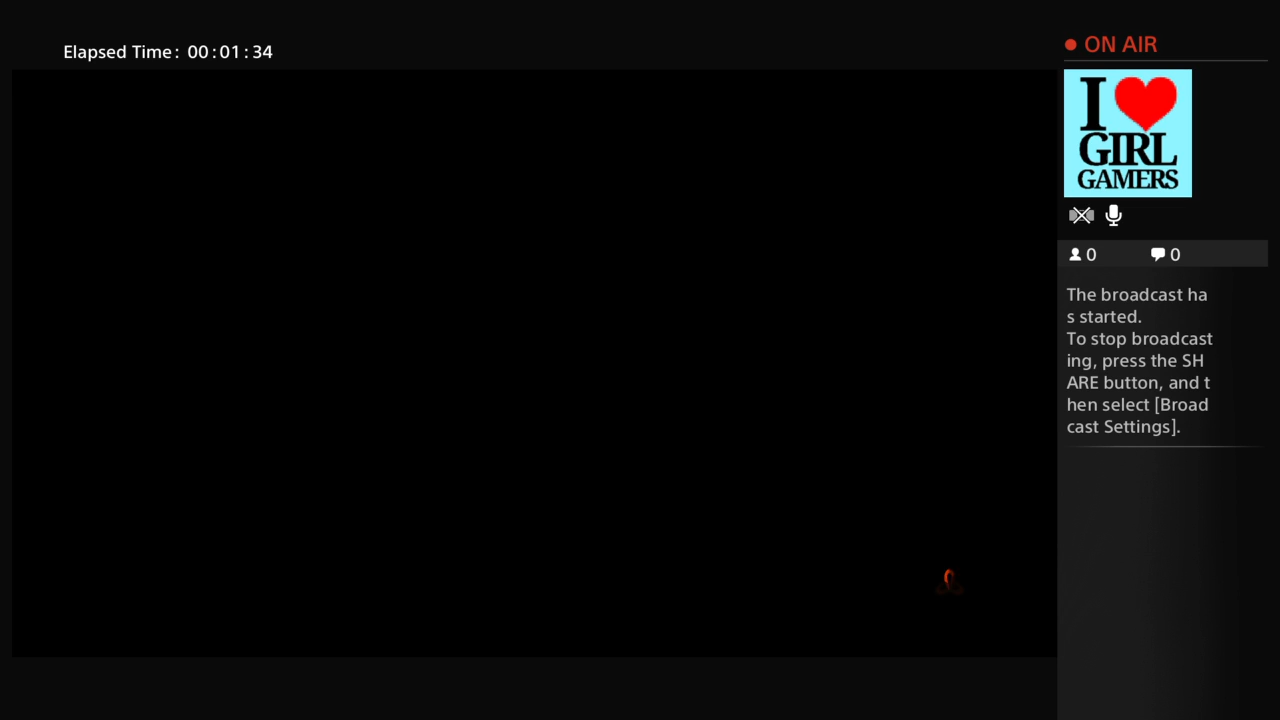 Elapsed Time: 00:01:34
ON AIR
I
GIRL
GAMERS
0 0
The broadcast ha
s started.
To stop broadcast
ing, press the SH
ARE button, and t
hen select [Broad
cast Settings].